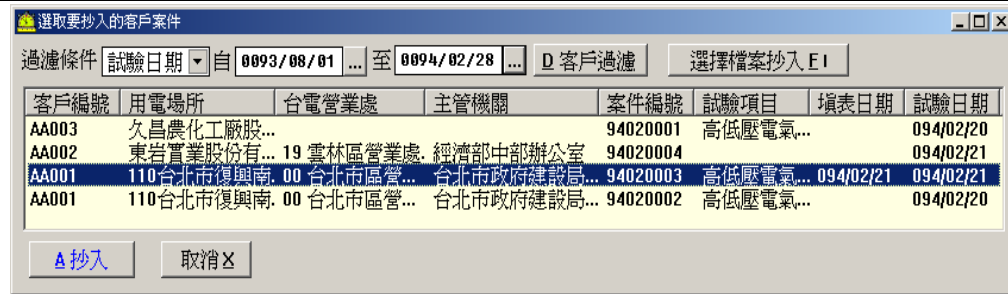 選取要抄入的客戶案件
過濾條件 試驗日期 自 0093/08/01 ... 至 0094/02/28 ... D 客戶過濾 選擇檔案抄入 F1
客戶編號 用電場所 台電營業處 主管機關 案件編號 試驗項目 填表日期 試驗日期
AA003 久昌農化工廠股... 94020001 高低壓電氣... 094/02/20
AA002 東岩實業股份有... 19 雲林區營業處. 經濟部中部辦公室 94020004 094/02/21
AA001 110台北市復興南. 00 台北市區營... 台北市政府建設局... 94020003 高低壓電氣... 094/02/21 094/02/21
AA001 110台北市復興南. 00 台北市區營... 台北市政府建設局... 94020002 高低壓電氣... 094/02/20
A 抄入 取消 X